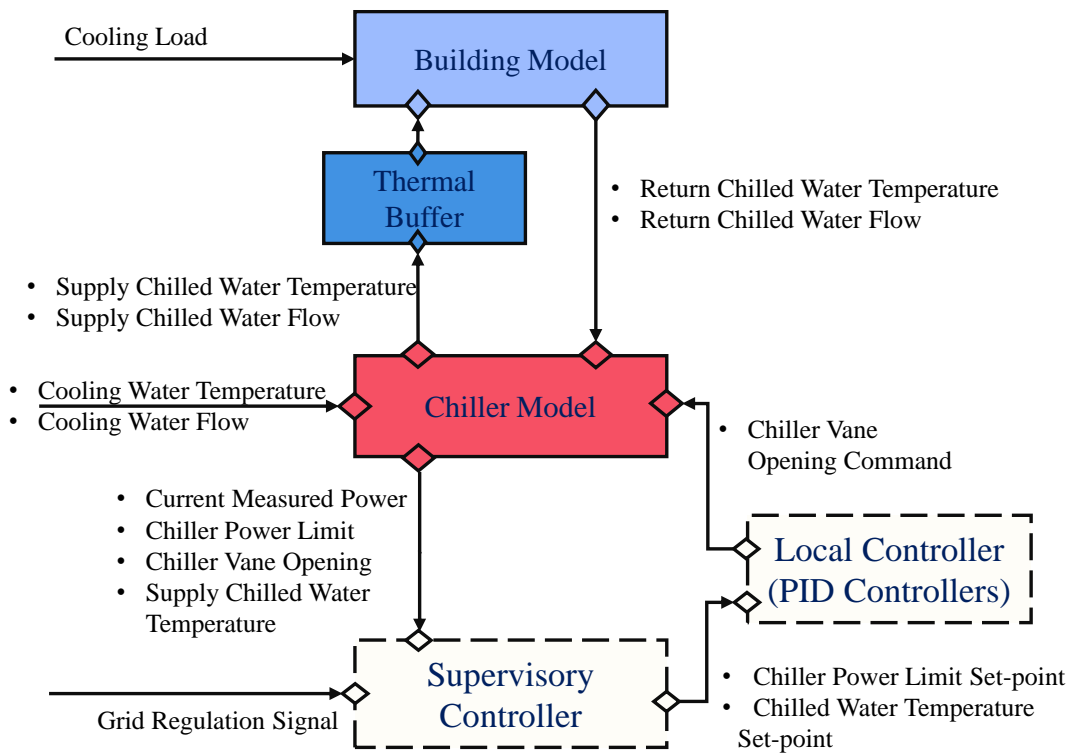 Cooling Load
Building Model
Thermal
Buffer
• Return Chilled Water Temperature
• Return Chilled Water Flow
• Supply Chilled Water Temperature
• Supply Chilled Water Flow
• Cooling Water Temperature
• Cooling Water Flow
Chiller Model
• Chiller Vane
Opening Command
• Current Measured Power
• Chiller Power Limit
• Chiller Vane Opening
• Supply Chilled Water
Temperature
Local Controller
(PID Controllers)
Supervisory
Controller
Grid Regulation Signal
• Chiller Power Limit Set-point
• Chilled Water Temperature
Set-point